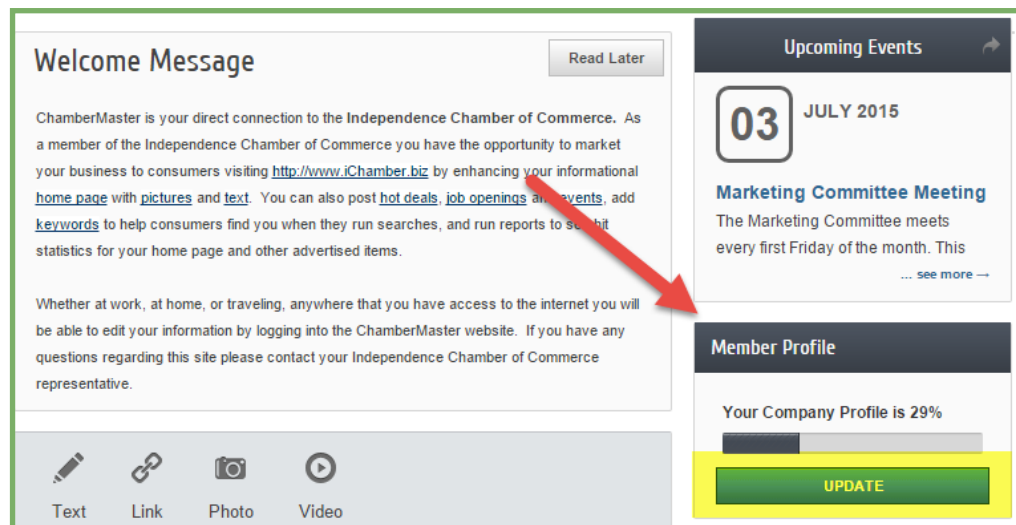 Welcome Message
Read Later
ChamberMaster is your direct connection to the Independence Chamber of Commerce. As
a member of the Independence Chamber of Commerce you have the opportunity to market
your business to consumers visiting http://www.iChamber.biz by enhancing your informational
home page with pictures and text. You can also post hot deals, job openings and events, add
keywords to help consumers find you when they run searches, and run reports to see hit
statistics for your home page and other advertised items.
Whether at work, at home, or traveling, anywhere that you have access to the internet you will
be able to edit your information by logging into the ChamberMaster website. If you have any
questions regarding this site please contact your Independence Chamber of Commerce
representative.
Text Link Photo Video
Upcoming Events
03 JULY 2015
Marketing Committee Meeting
The Marketing Committee meets
every first Friday of the month. This
... see more →
Member Profile
Your Company Profile is 29%
UPDATE